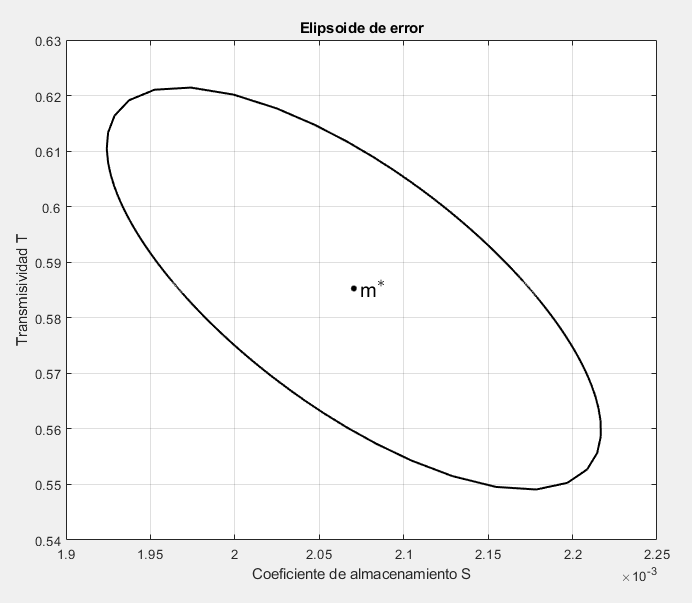 Elipsoide de error
0.63
0.62
0.61
0.6
0.59
0.58
0.57
0.56
0.55
0.54
Transmisividad T
m*
1.9 1.95 2 2.05 2.1 2.15 2.2 2.25
Coeficiente de almacenamiento S
×10-3